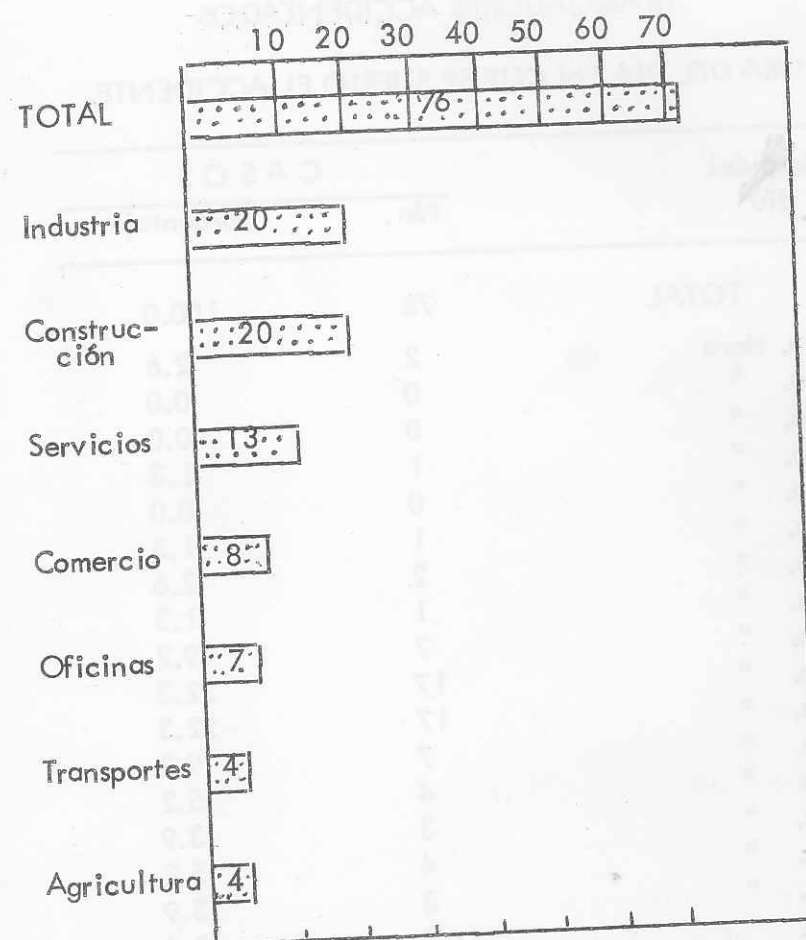 10 20 30 40 50 60 70
TOTAL 76
Industria 20
Construc-
ción 20
Servicios 13
Comercio 8
Oficinas 7
Transportes 4
Agricultura 4